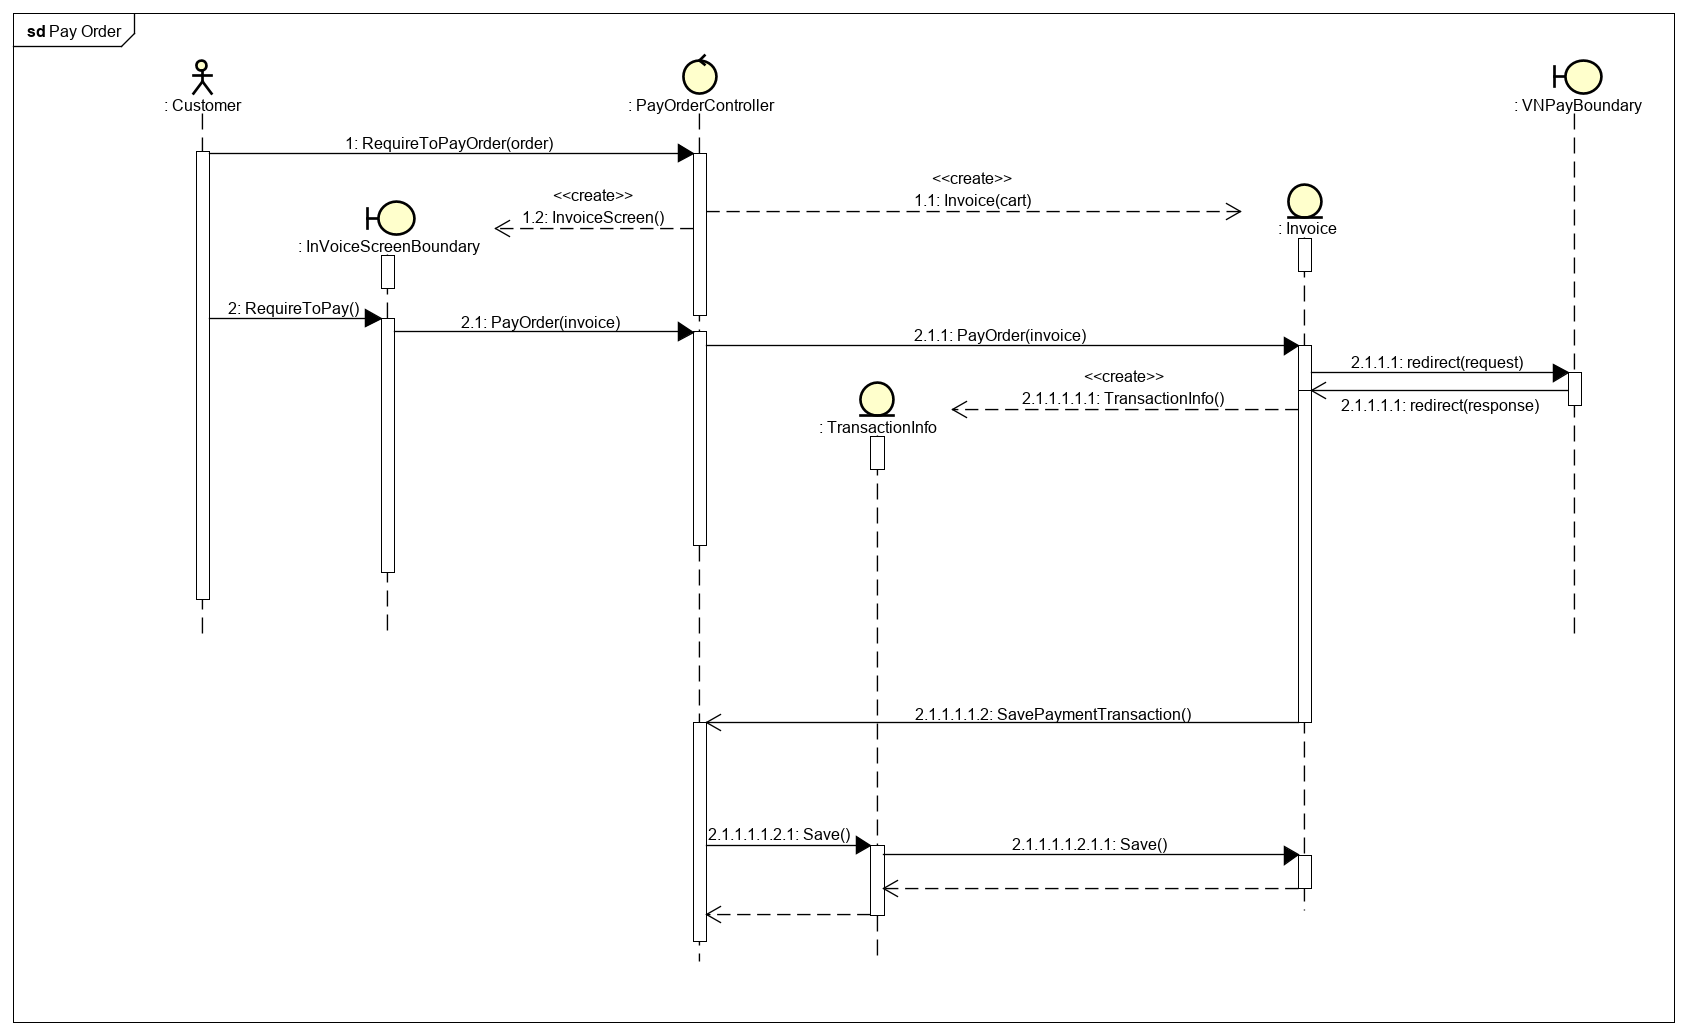 sd Pay Order
: Customer
: PayOrderController
: VNPayBoundary
1: RequireToPayOrder(order)
<<create>>
1.1: Invoice(cart)
<<create>>
1.2: InvoiceScreen()
: Invoice
: InVoiceScreenBoundary
2: RequireToPay()
2.1: PayOrder(invoice)
2.1.1: PayOrder(invoice)
2.1.1.1: redirect(request)
<<create>>
2.1.1.1.1.1: TransactionInfo()
2.1.1.1.1: redirect(response)
: TransactionInfo
2.1.1.1.1.2: SavePaymentTransaction()
2.1.1.1.1.2.1: Save()
2.1.1.1.1.2.1.1: Save()